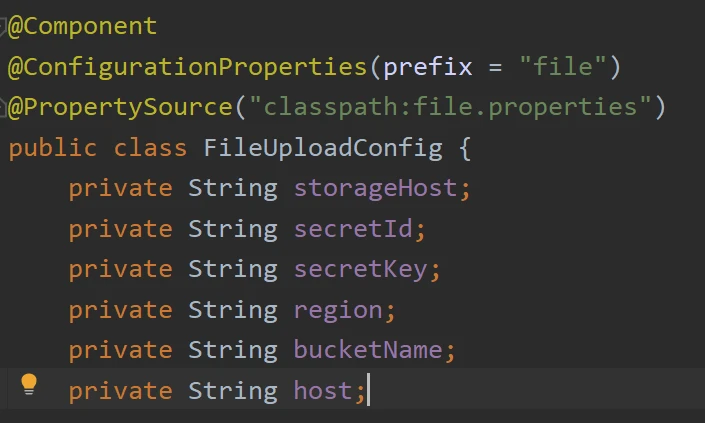 @Component
@ConfigurationProperties(prefix = "file")
@PropertySource("classpath:file.properties")
public class FileUploadConfig {
    private String storageHost;
    private String secretId;
    private String secretKey;
    private String region;
    private String bucketName;
    private String host;